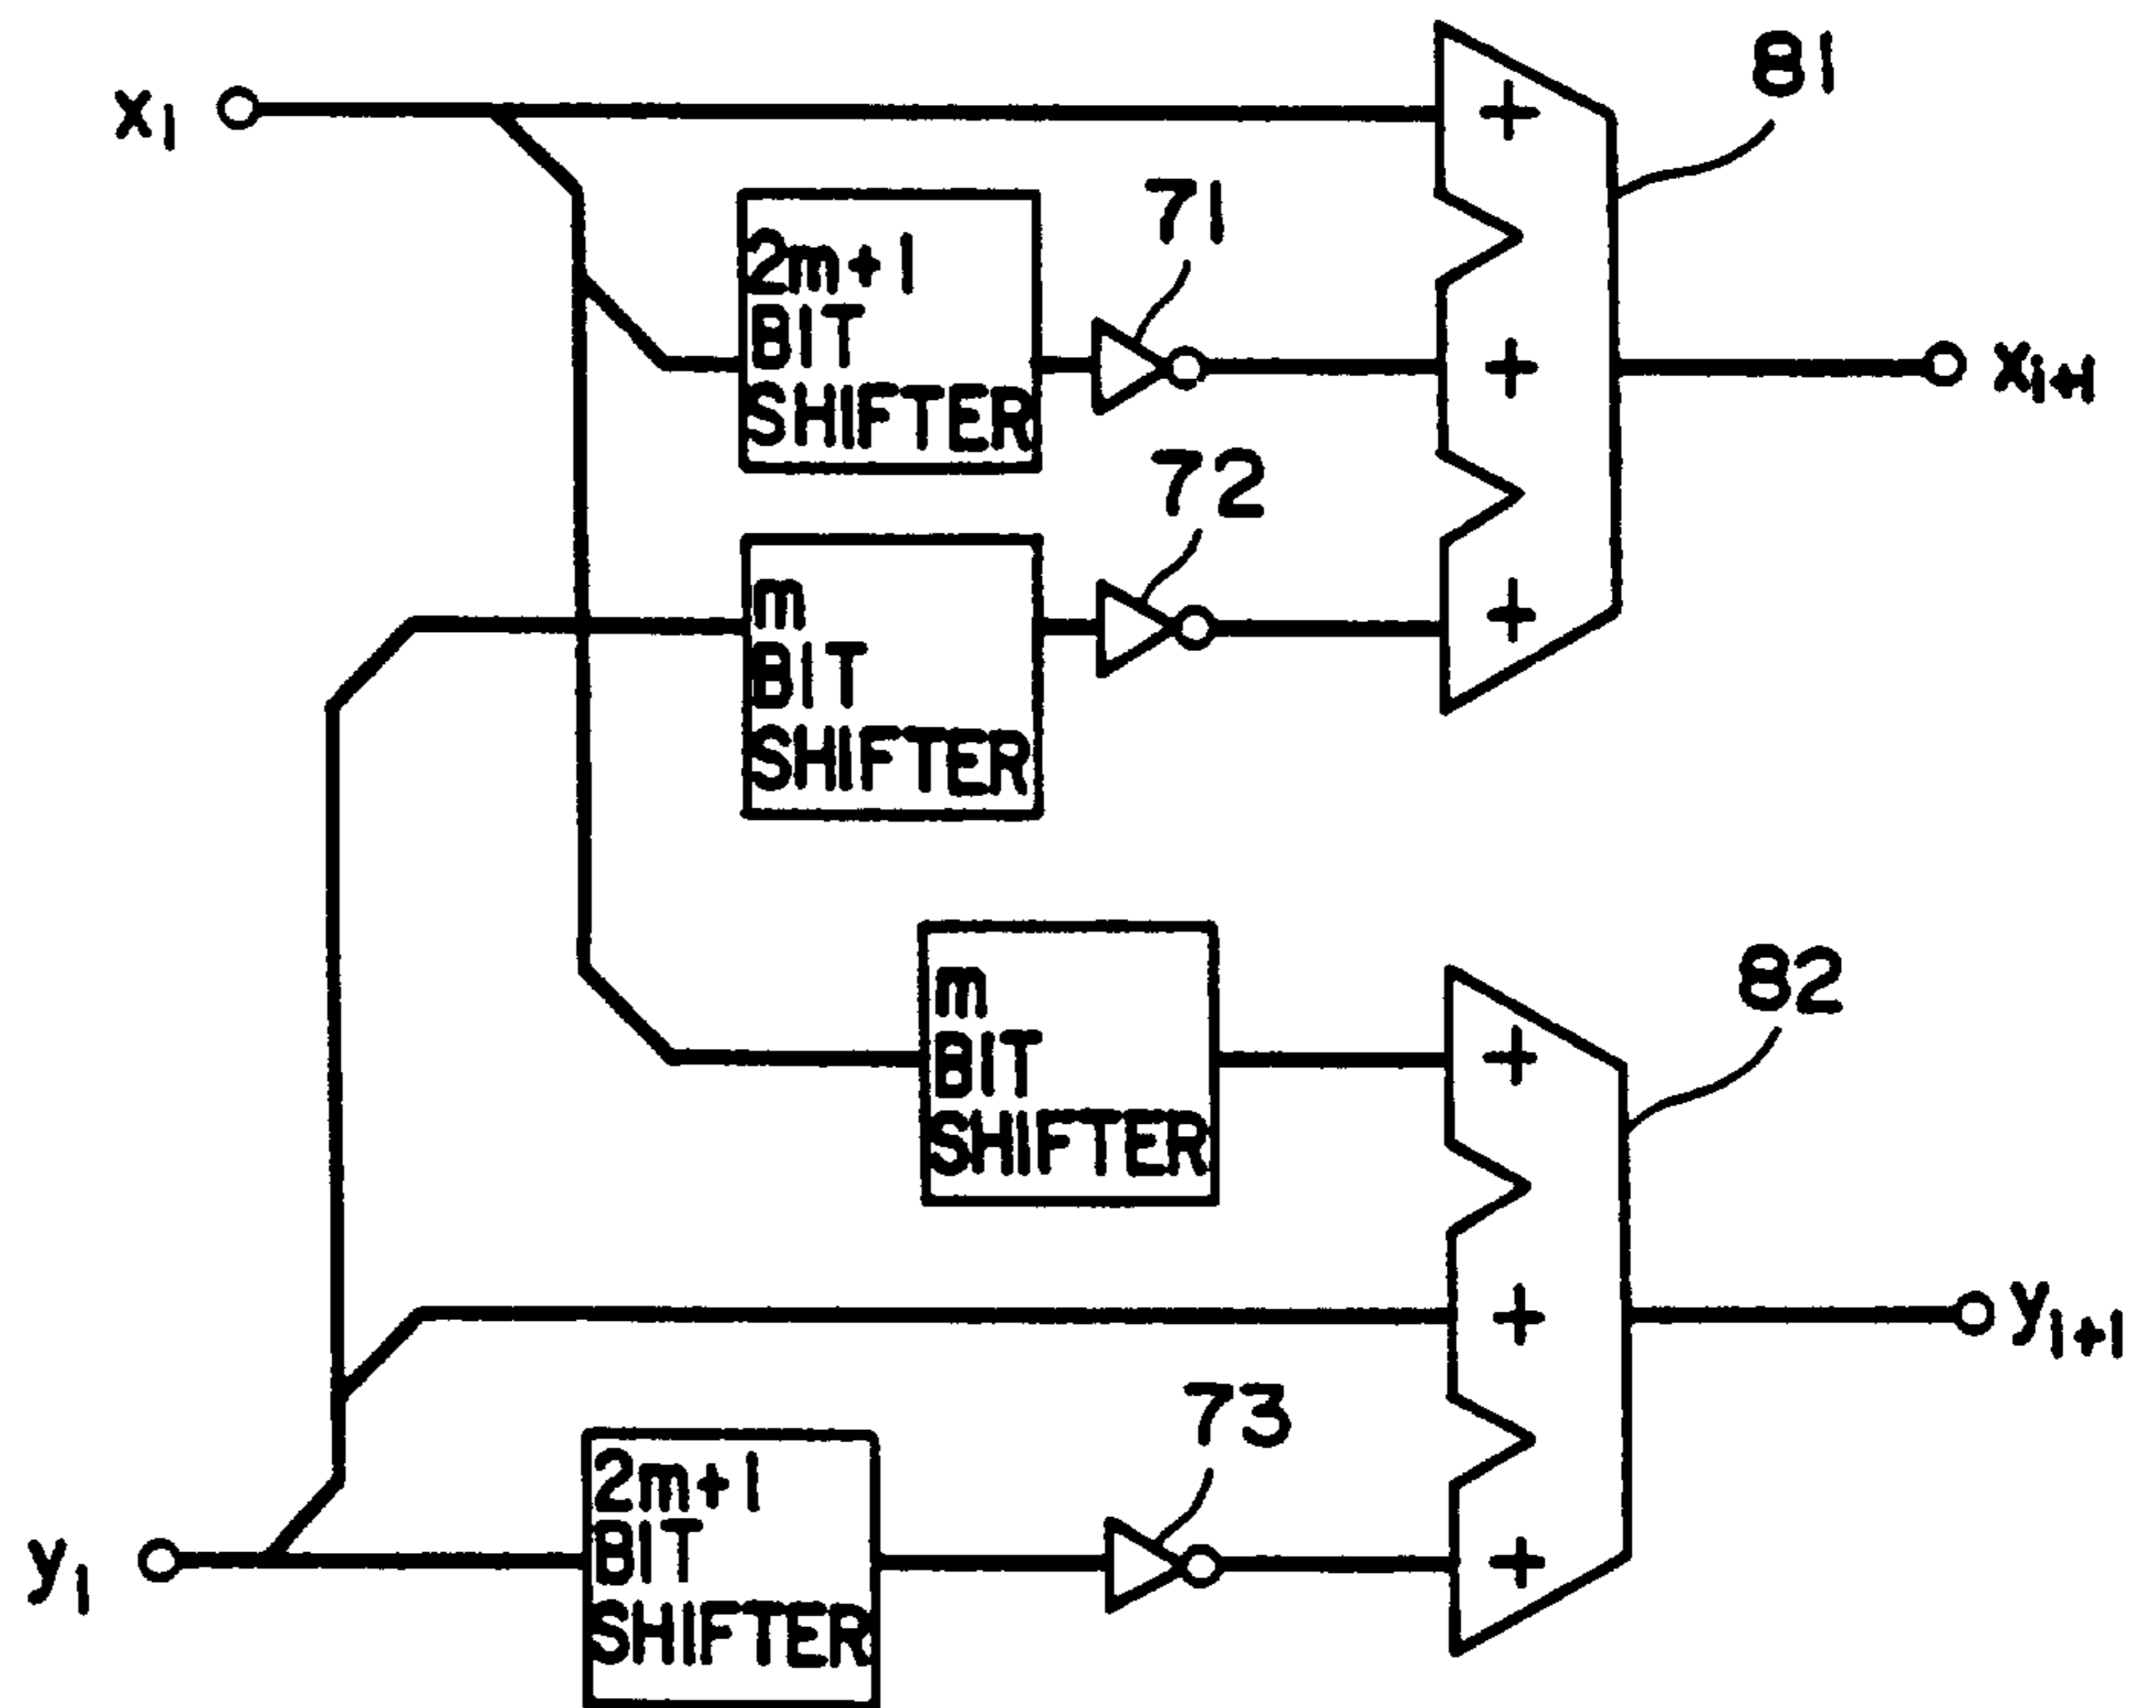 81
x₁
71
2m+1
BIT
SHIFTER
+
+
xᵢ₊₁
72
m
BIT
SHIFTER
+
82
m
BIT
SHIFTER
+
+
y₁₊₁
73
2m+1
BIT
SHIFTER
y₁
+